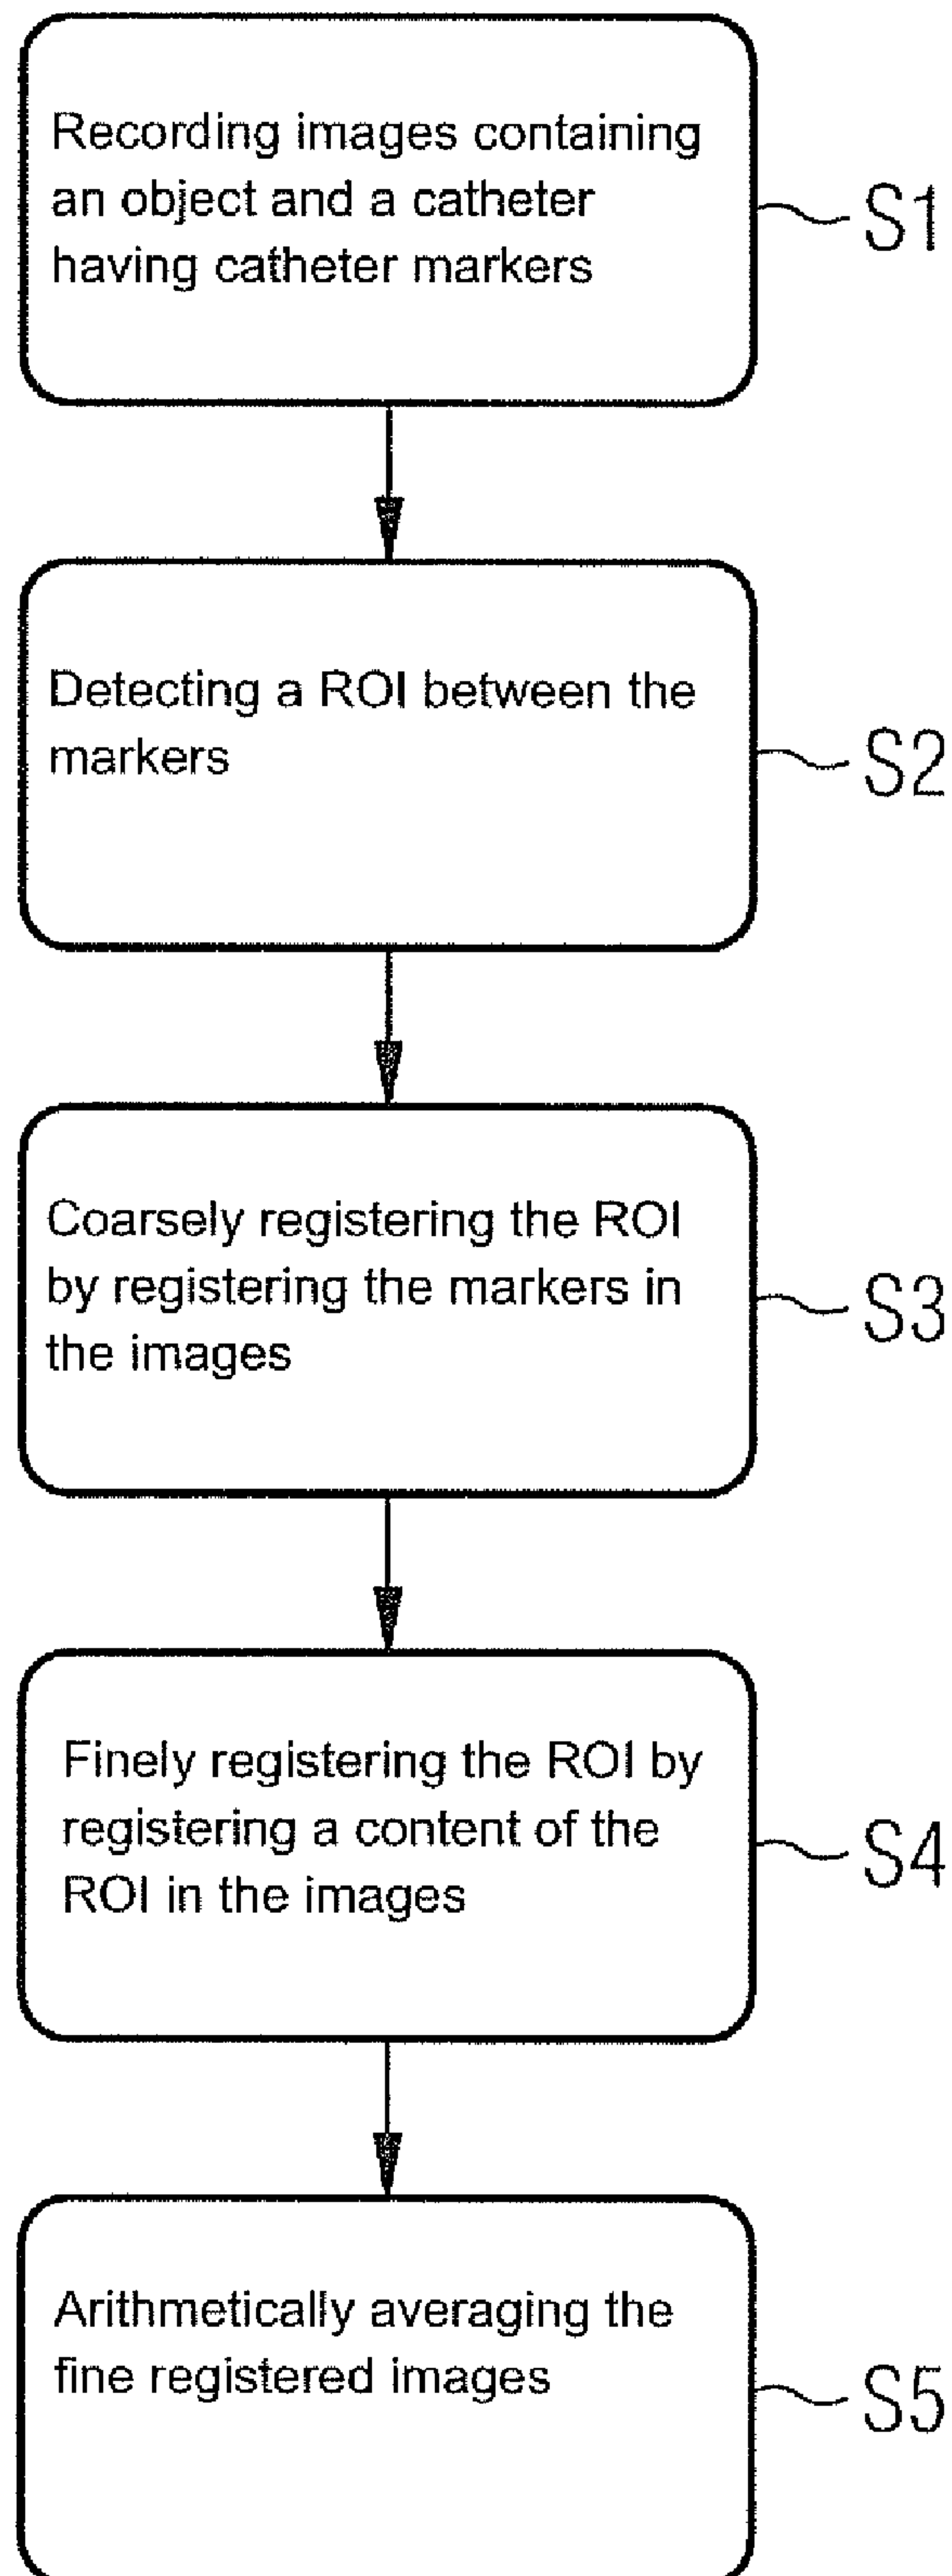 Recording images containing
an object and a catheter
having catheter markers
S1
Detecting a ROI between the
markers
S2
Coarsely registering the ROI
by registering the markers in
the images
S3
Finely registering the ROI by
registering a content of the
ROI in the images
S4
Arithmetically averaging the
fine registered images
S5